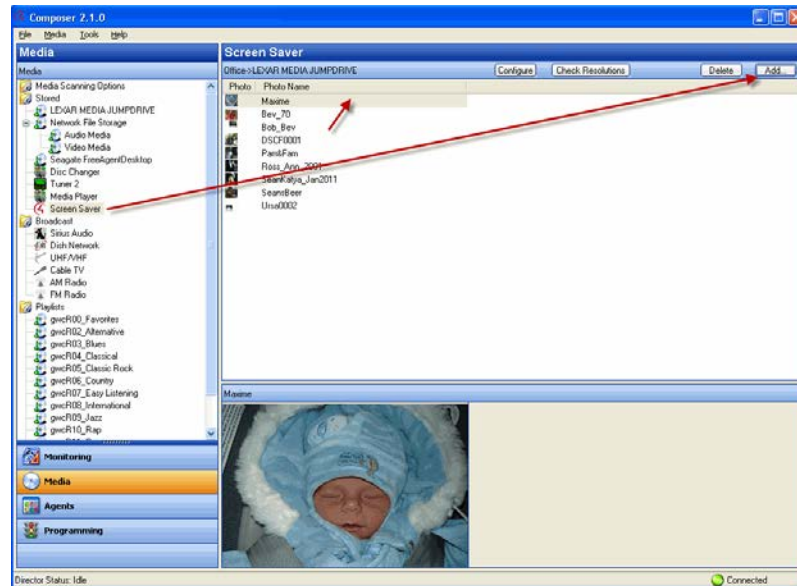 Composer 2.1.0
File Media Tools Help
Media
Media
Media Scanning Options
Stored
LEXAR MEDIA JUMPDRIVE
Network File Storage
Audio Media
Video Media
Seagate FreeAgentDesktop
Disc Changer
Tuner 2
Media Player
Screen Saver
Broadcast
Sirius Audio
Dish Network
UHF/VHF
Cable TV
AM Radio
FM Radio
Playlists
gwcR00_Favorites
gwcR02_Alternative
gwcR03_Blues
gwcR04_Classical
gwcR05_Classic Rock
gwcR06_Country
gwcR07_Easy Listening
gwcR08_International
gwcR09_Jazz
gwcR10_Rap
Monitoring
Media
Agents
Programming
Screen Saver
Office->LEXAR MEDIA JUMPDRIVE Configure Check Resolutions Delete Add...
Photo Photo Name
Maxime
Bev_70
Bob_Bev
DSCF0001
Pam&Fam
Ross_Ann_2001
SeanKatya_Jan2011
SeansBeer
Ursa0002
Maxime
Director Status: Idle
Connected